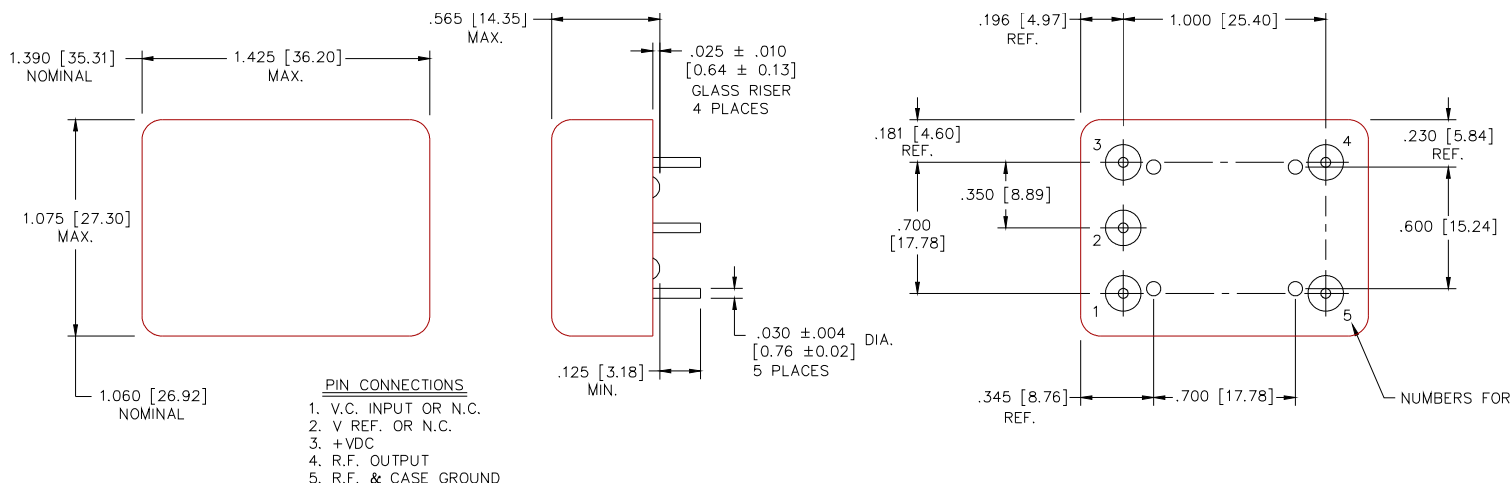 1.390 [35.31]
NOMINAL
1.425 [36.20]
MAX.
1.075 [27.30]
MAX.
1.060 [26.92]
NOMINAL
.565 [14.35]
MAX.
.025 ± .010
[0.64 ± 0.13]
GLASS RISER
4 PLACES
.030 ±.004
[0.76 ±0.02]
DIA.
5 PLACES
.125 [3.18]
MIN.
PIN CONNECTIONS
1. V.C. INPUT OR N.C.
2. V REF. OR N.C.
3. +VDC
4. R.F. OUTPUT
5. R.F. & CASE GROUND
.196 [4.97]
REF.
1.000 [25.40]
.181 [4.60]
REF.
.230 [5.84]
REF.
3
4
.350 [8.89]
.700
[17.78]
2
.600 [15.24]
1
5
.345 [8.76]
REF.
.700 [17.78]
NUMBERS FOR